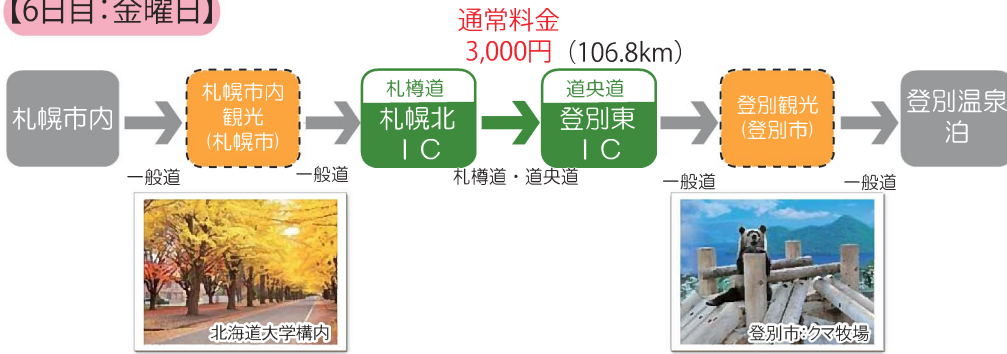 【6日目：金曜日】
通常料金
3,000円（106.8km）
札幌市内
札幌市内
観光
(札幌市)
札樽道
札幌北
ＩＣ
道央道
登別東
ＩＣ
登別観光
(登別市)
登別温泉
泊
一般道
一般道
札樽道・道央道
一般道
一般道
北海道大学構内
登別市：クマ牧場